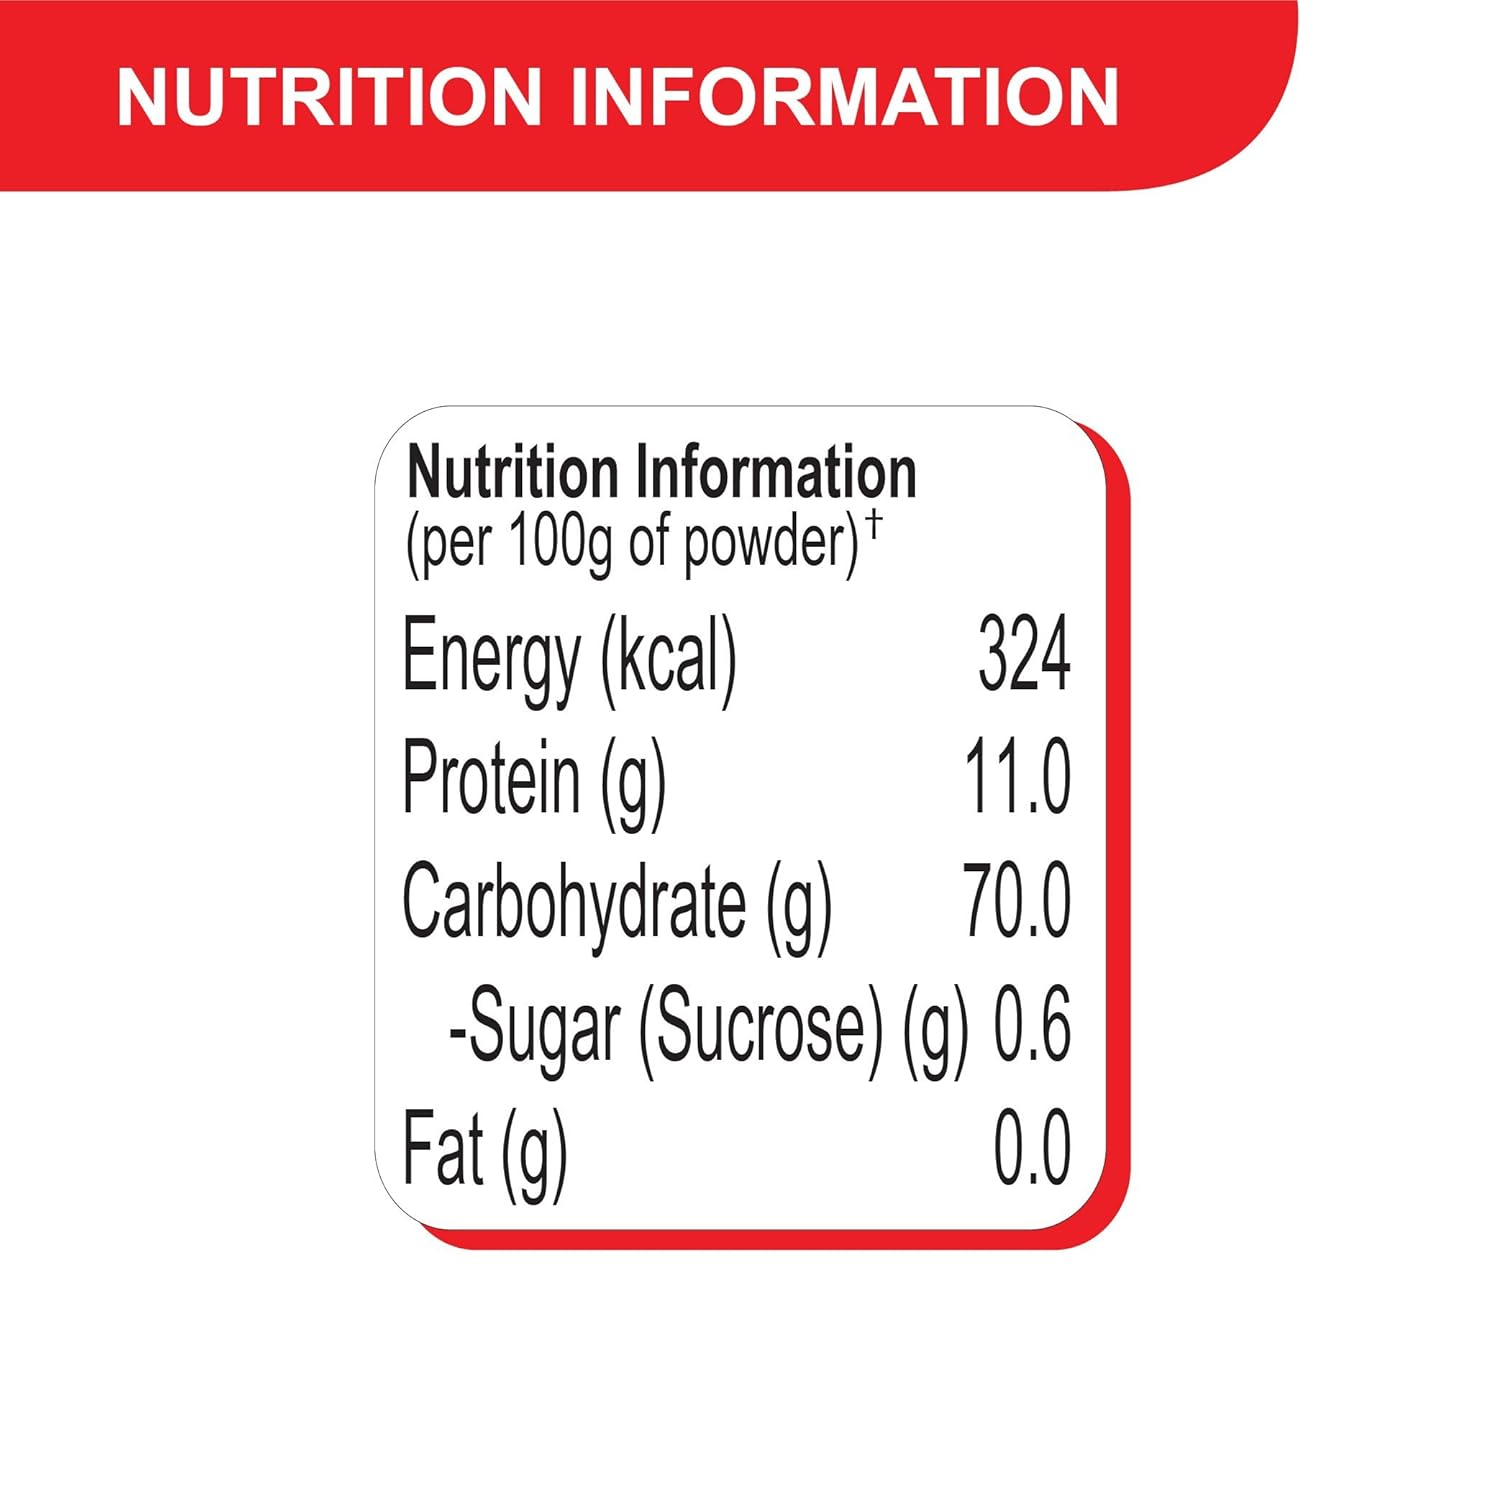 NUTRITION INFORMATION
Nutrition Information
(per 100g of powder)†
Energy (kcal) 324
Protein (g) 11.0
Carbohydrate (g) 70.0
-Sugar (Sucrose) (g) 0.6
Fat (g) 0.0